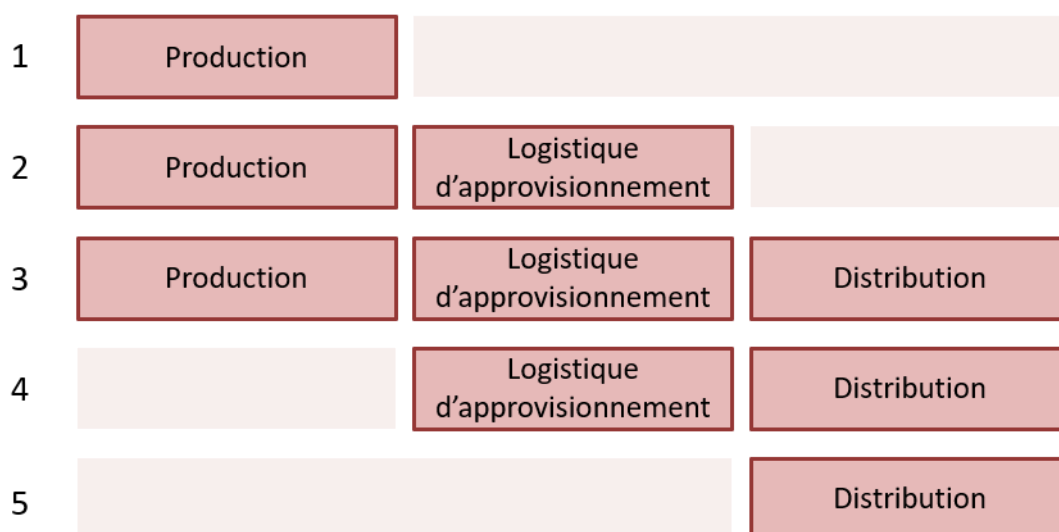 1 Production
2 Production Logistique
d’approvisionnement
3 Production Logistique
d’approvisionnement Distribution
4 Logistique
d’approvisionnement Distribution
5 Distribution